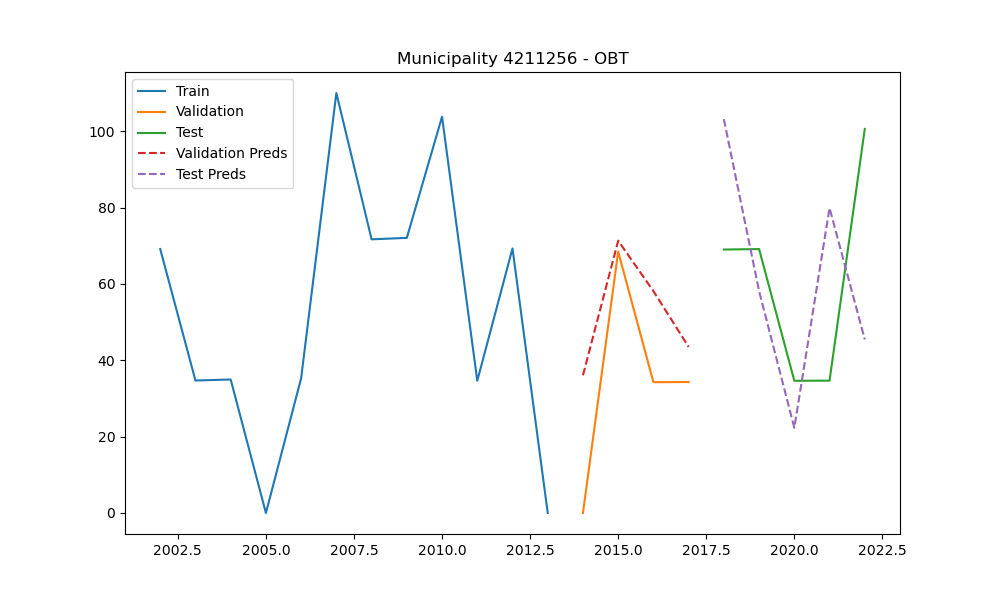 Municipality 4211256 - OBT
Train
Validation
Test
Validation Preds
Test Preds
100
80
60
40
20
0
2002.5 2005.0 2007.5 2010.0 2012.5 2015.0 2017.5 2020.0 2022.5